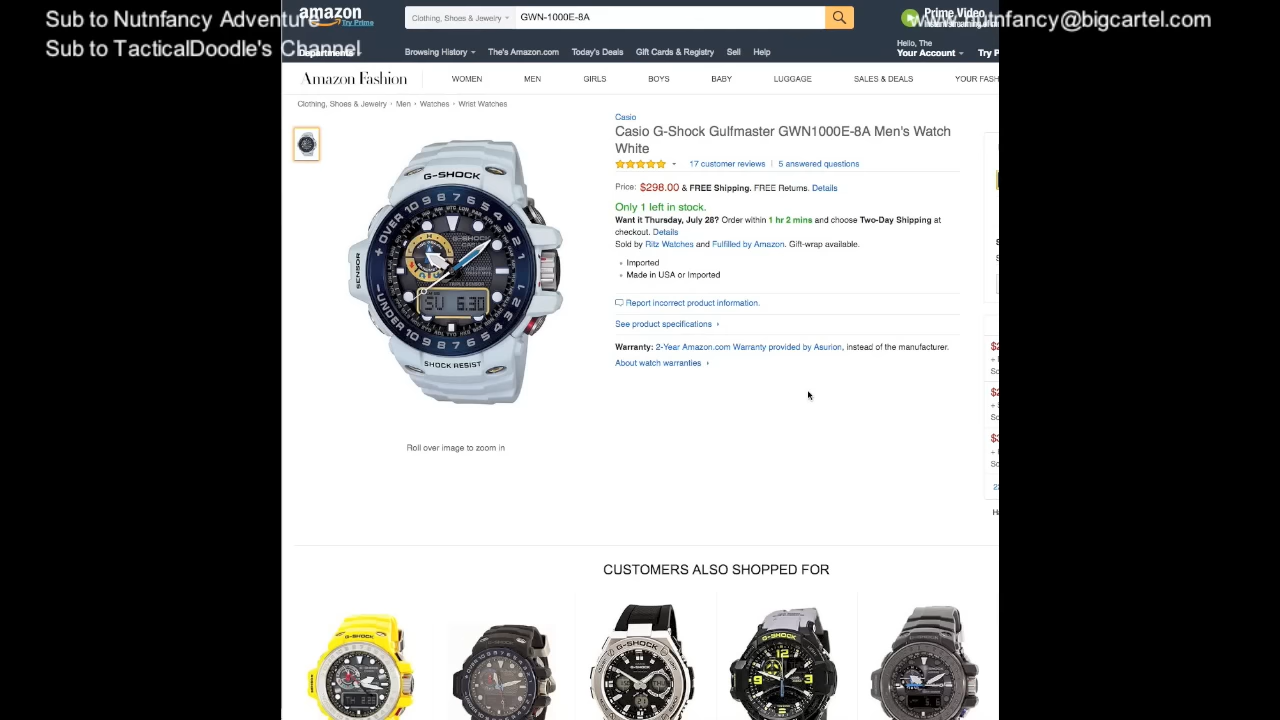 Sub to Nutnfancy Adventure
Sub to TacticalDoodle's Channel
www.nutnfancy@bigcartel.com
amazon
Try Prime
Clothing, Shoes & Jewelry
GWN-1000E-8A
Prime Video
Departments
Browsing History
The's Amazon.com
Today's Deals
Gift Cards & Registry
Sell
Help
Hello, The
Your Account
Try P
Amazon Fashion
WOMEN
MEN
GIRLS
BOYS
BABY
LUGGAGE
SALES & DEALS
YOUR FASH
Clothing, Shoes & Jewelry › Men › Watches › Wrist Watches
Casio
Casio G-Shock Gulfmaster GWN1000E-8A Men's Watch
White
17 customer reviews | 5 answered questions
Price: $298.00 & FREE Shipping. FREE Returns. Details
Only 1 left in stock.
Want it Thursday, July 28? Order within 1 hr 2 mins and choose Two-Day Shipping at
checkout. Details
Sold by Ritz Watches and Fulfilled by Amazon. Gift-wrap available.
Imported
Made in USA or Imported
Report incorrect product information.
See product specifications
Warranty: 2-Year Amazon.com Warranty provided by Asurion, instead of the manufacturer.
About watch warranties
G-SHOCK
OVER
SENSOR
UNDER
SU 6.30
SHOCK RESIST
Roll over image to zoom in
CUSTOMERS ALSO SHOPPED FOR